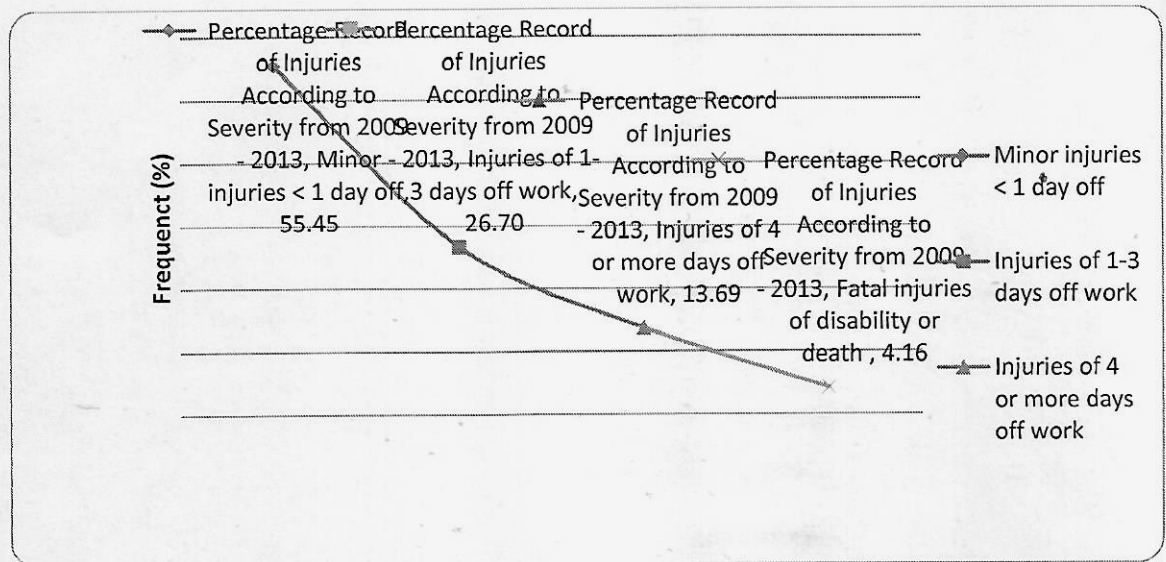 Frequenct (%)
Percentage Record
of Injuries
According to
Severity from 2009
- 2013, Minor
injuries < 1 day off,
55.45
Percentage Record
of Injuries
According to
Severity from 2009
- 2013, Injuries of 1-
3 days off work,
26.70
Percentage Record
of Injuries
According to
Severity from 2009
- 2013, Injuries of 4
or more days off
work, 13.69
Percentage Record
of Injuries
According to
Severity from 2009
- 2013, Fatal injuries
of disability or
death , 4.16
Minor injuries
< 1 day off
Injuries of 1-3
days off work
Injuries of 4
or more days
off work